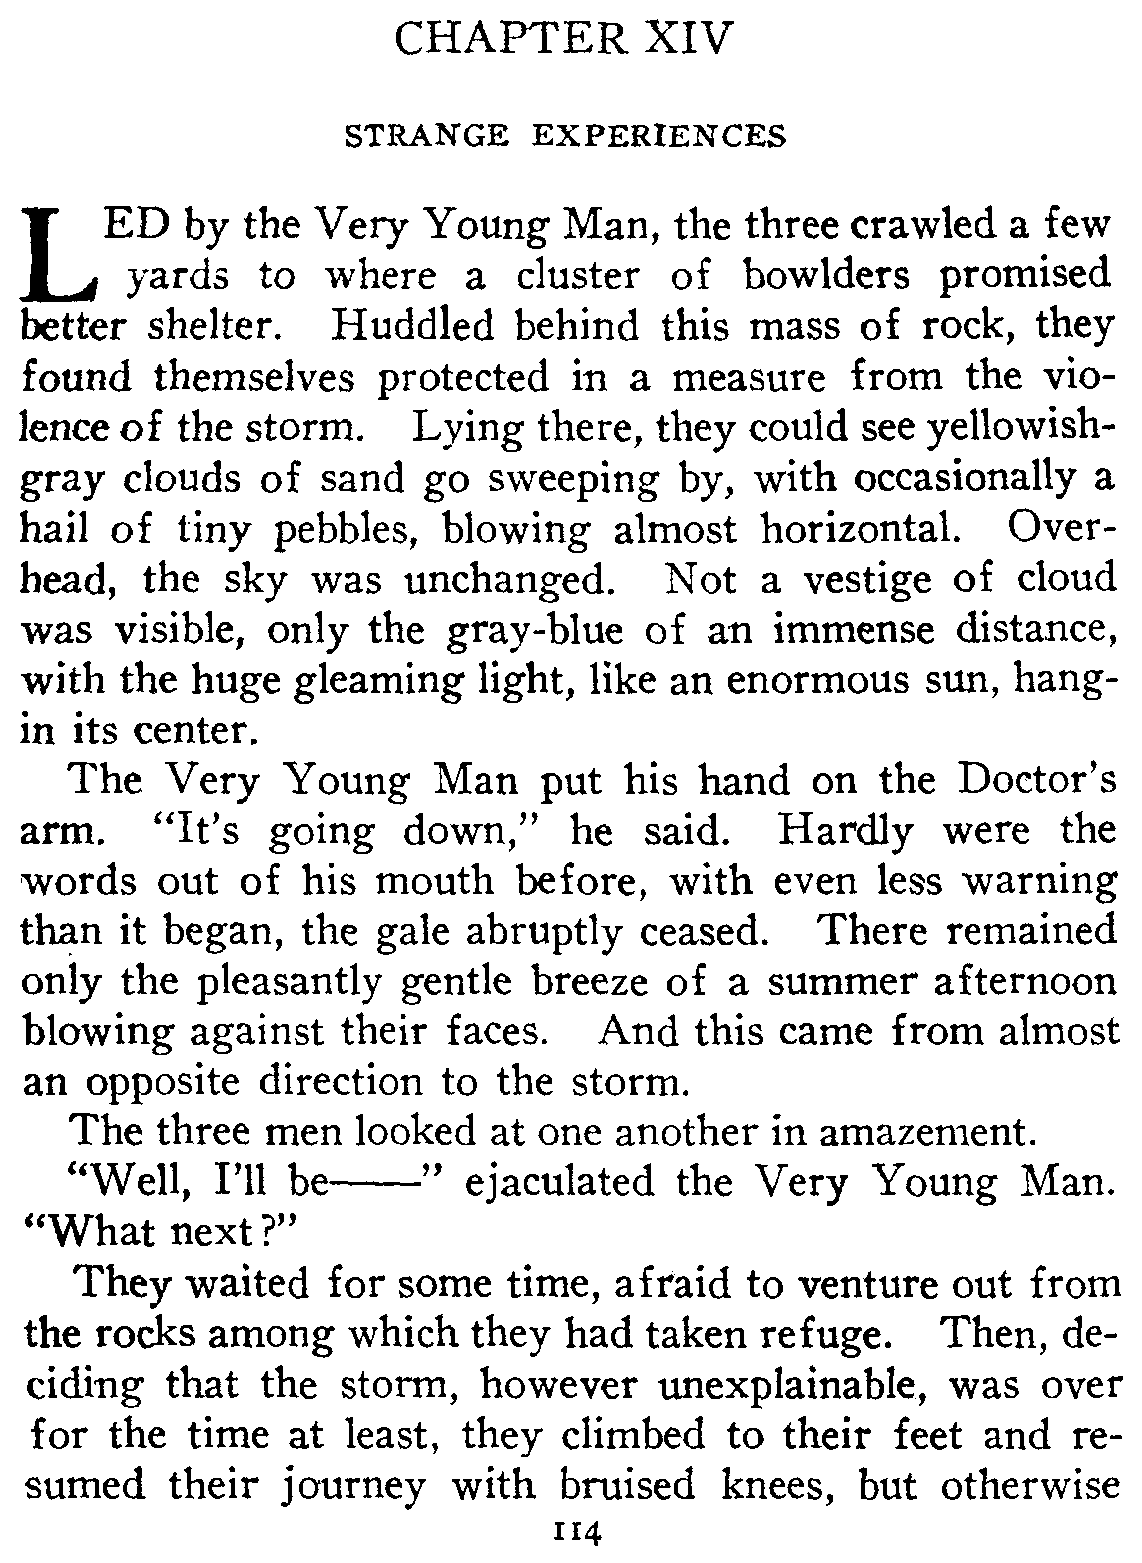 CHAPTER XIV
STRANGE EXPERIENCES
LED by the Very Young Man, the three crawled a few
yards to where a cluster of bowlders promised
better shelter. Huddled behind this mass of rock, they
found themselves protected in a measure from the vio-
lence of the storm. Lying there, they could see yellowish-
gray clouds of sand go sweeping by, with occasionally a
hail of tiny pebbles, blowing almost horizontal. Over-
head, the sky was unchanged. Not a vestige of cloud
was visible, only the gray-blue of an immense distance,
with the huge gleaming light, like an enormous sun, hang-
in its center.
The Very Young Man put his hand on the Doctor's
arm. "It's going down," he said. Hardly were the
words out of his mouth before, with even less warning
than it began, the gale abruptly ceased. There remained
only the pleasantly gentle breeze of a summer afternoon
blowing against their faces. And this came from almost
an opposite direction to the storm.
The three men looked at one another in amazement.
"Well, I'll be——" ejaculated the Very Young Man.
"What next?"
They waited for some time, afraid to venture out from
the rocks among which they had taken refuge. Then, de-
ciding that the storm, however unexplainable, was over
for the time at least, they climbed to their feet and re-
sumed their journey with bruised knees, but otherwise
114